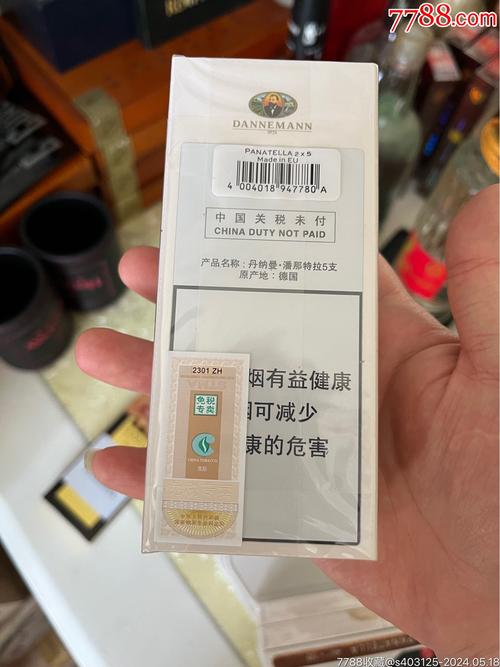 7788.com
DANNEMANN
PANATELLA 2 x 5
Made in EU
4 004018 947780 A
中国关税未付
CHINA DUTY NOT PAID
产品名称：丹纳曼·潘那特拉5支
原产地：德国
2301 ZH
免税
专卖
CHINA TOBACCO
烟有益健康
烟可减少
康的危害
7788收藏@s403125-2024.05.18